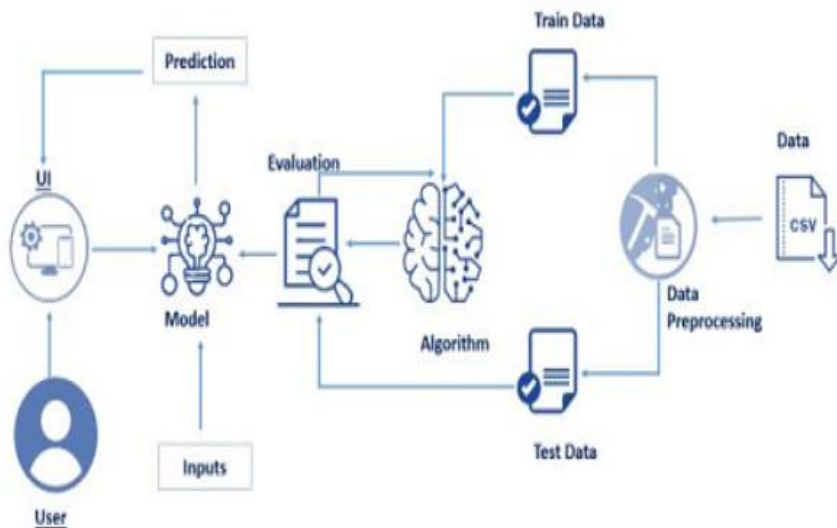 Train Data
Prediction
Data
Evaluation
UI
CSV
Model
Data
Preprocessing
Algorithm
Test Data
Inputs
User